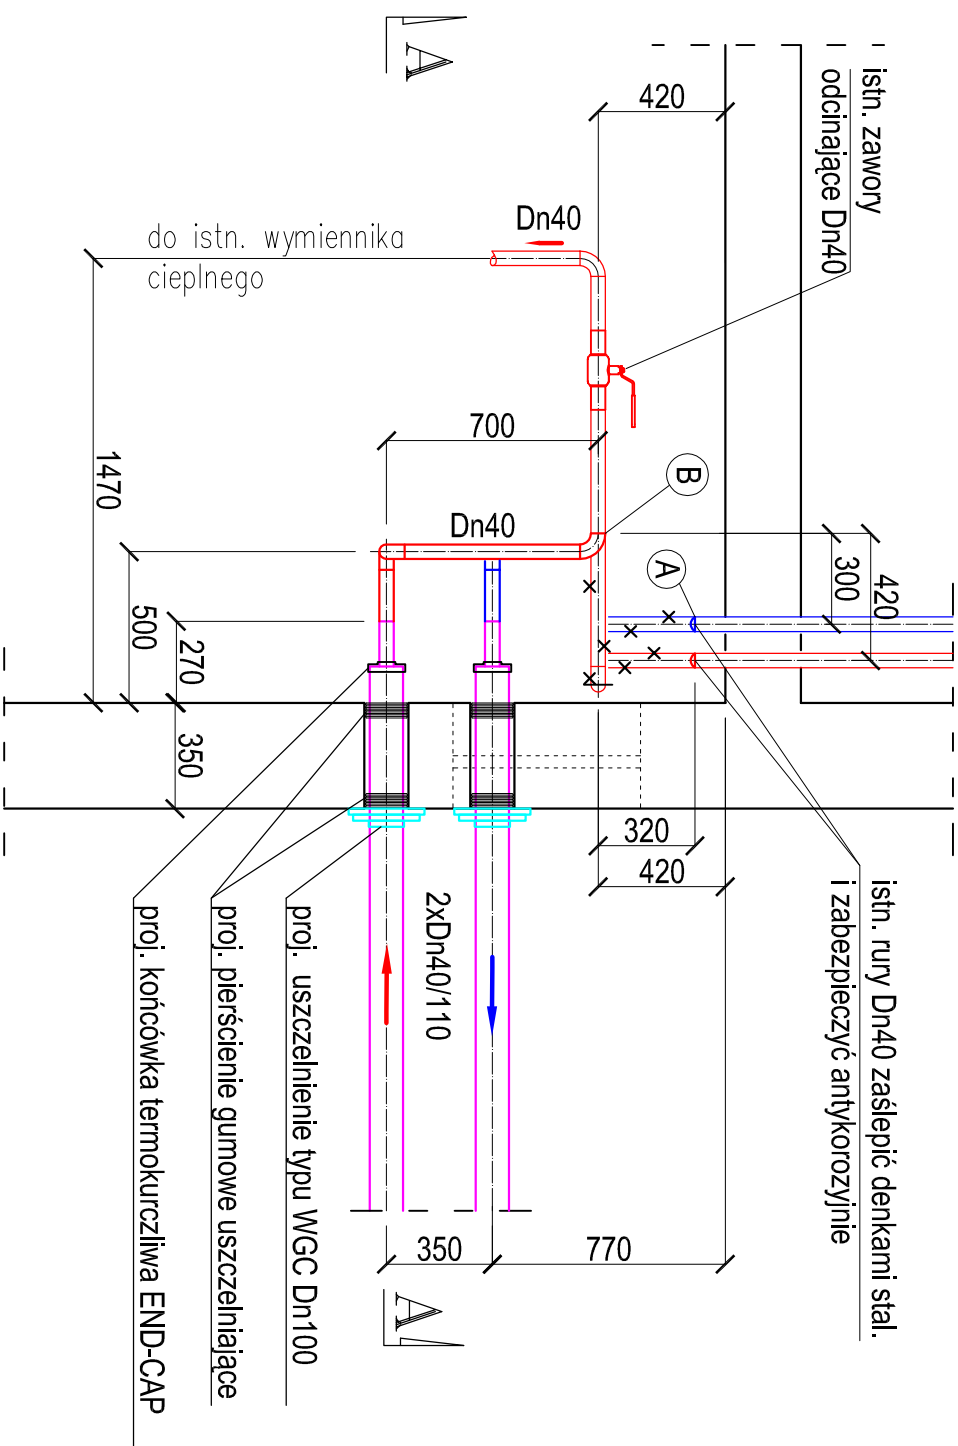 A
istn. zawory
odcinające Dn40
420
Dn40
do istn. wymiennika
cieplnego
700
1470
B
Dn40
A
300
420
500
270
350
320
420
istn. rury Dn40 zaślepić denkami stal.
i zabezpieczyć antykorozyjnie
2xDn40/110
proj. uszczelnienie typu WGC Dn100
proj. pierścienie gumowe uszczelniające
proj. końcówka termokurczliwa END-CAP
350
770
A